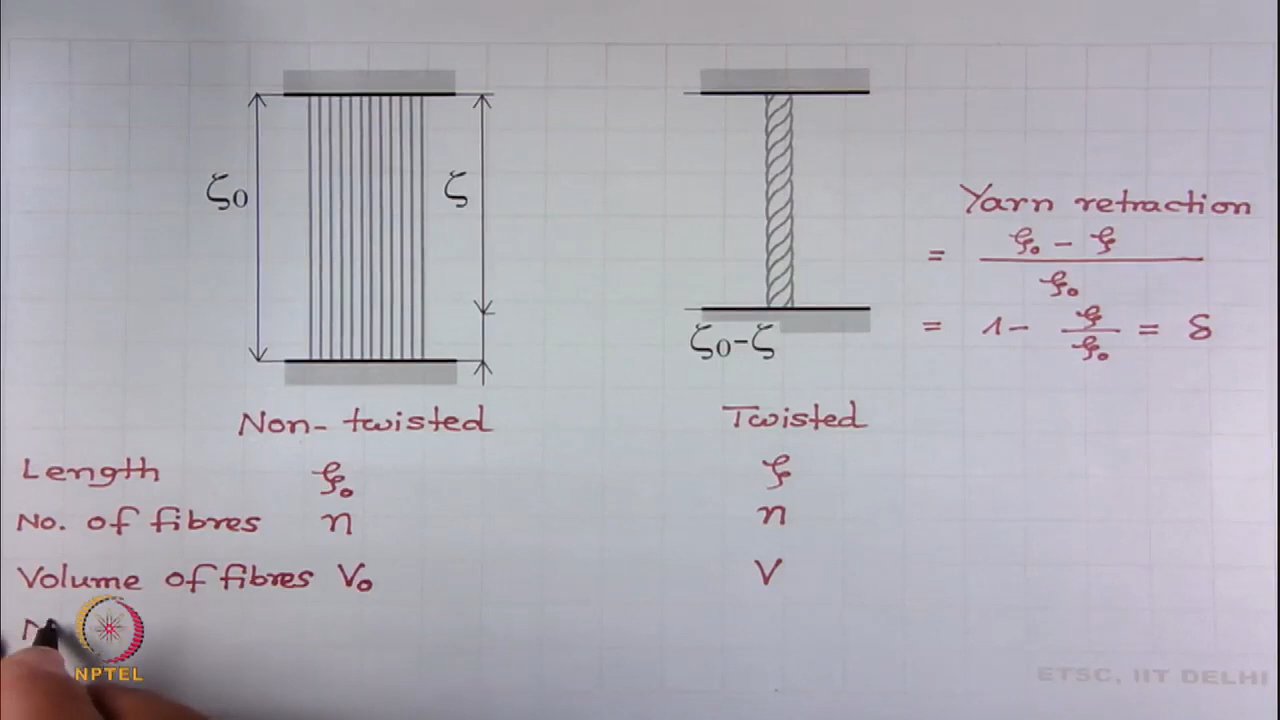 ζ₀ ζ
ζ₀-ζ
Yarn retraction
= ζ₀ - ζ / ζ₀
= 1 - ζ / ζ₀ = δ
Non-twisted Twisted
Length ζ₀ ζ
No. of fibres n n
Volume of fibres V₀ V
NPTEL
ETSC, IIT DELHI